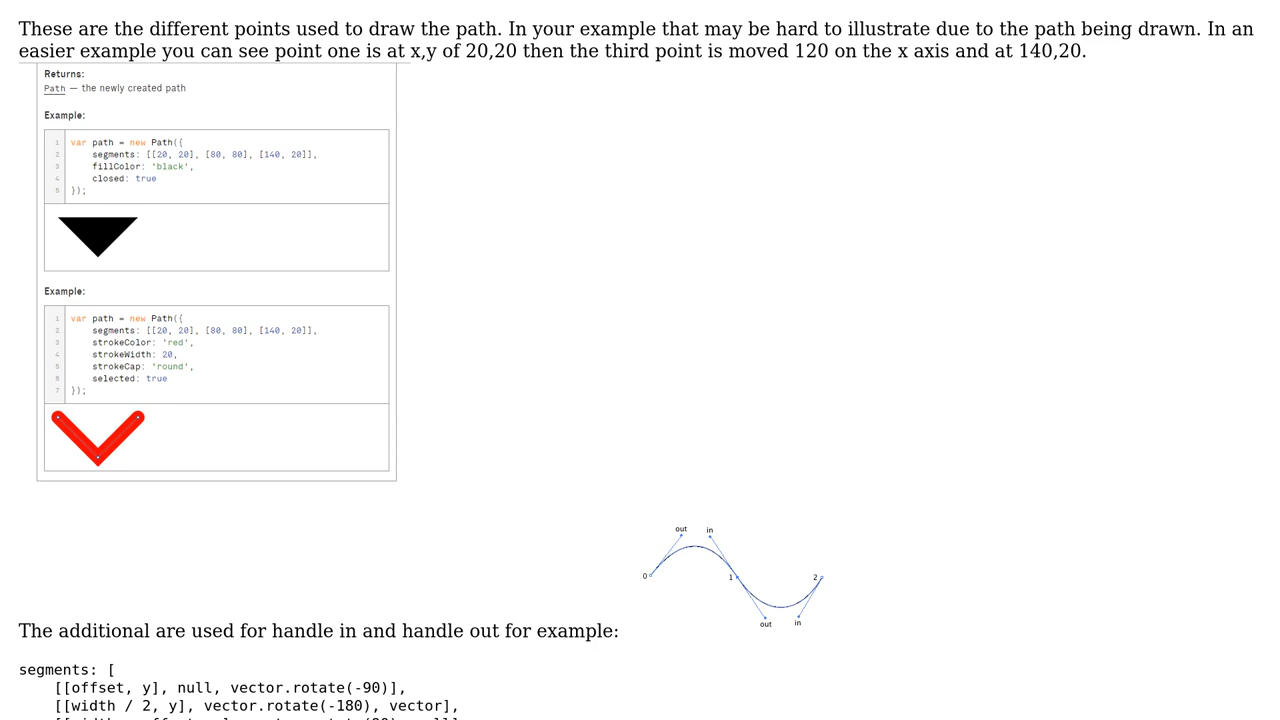 These are the different points used to draw the path. In your example that may be hard to illustrate due to the path being drawn. In an
easier example you can see point one is at x,y of 20,20 then the third point is moved 120 on the x axis and at 140,20.
Returns:
Path — the newly created path
Example:
1 var path = new Path({
2 segments: [[20, 20], [80, 80], [140, 20]],
3 fillColor: 'black',
4 closed: true
5 });
Example:
1 var path = new Path({
2 segments: [[20, 20], [80, 80], [140, 20]],
3 strokeColor: 'red',
4 strokeWidth: 20,
5 strokeCap: 'round',
6 selected: true
7 });
out in
0 1 2
out in
The additional are used for handle in and handle out for example:
segments: [
[[offset, y], null, vector.rotate(-90)],
[[width / 2, y], vector.rotate(-180), vector],